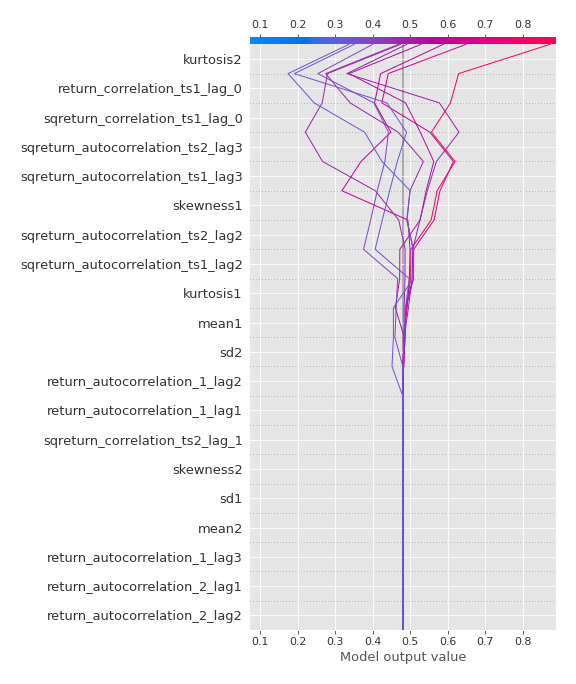 0.1 0.2 0.3 0.4 0.5 0.6 0.7 0.8
kurtosis2
return_correlation_ts1_lag_0
sqreturn_correlation_ts1_lag_0
sqreturn_autocorrelation_ts2_lag3
sqreturn_autocorrelation_ts1_lag3
skewness1
sqreturn_autocorrelation_ts2_lag2
sqreturn_autocorrelation_ts1_lag2
kurtosis1
mean1
sd2
return_autocorrelation_1_lag2
return_autocorrelation_1_lag1
sqreturn_correlation_ts2_lag_1
skewness2
sd1
mean2
return_autocorrelation_1_lag3
return_autocorrelation_2_lag1
return_autocorrelation_2_lag2
0.1 0.2 0.3 0.4 0.5 0.6 0.7 0.8
Model output value